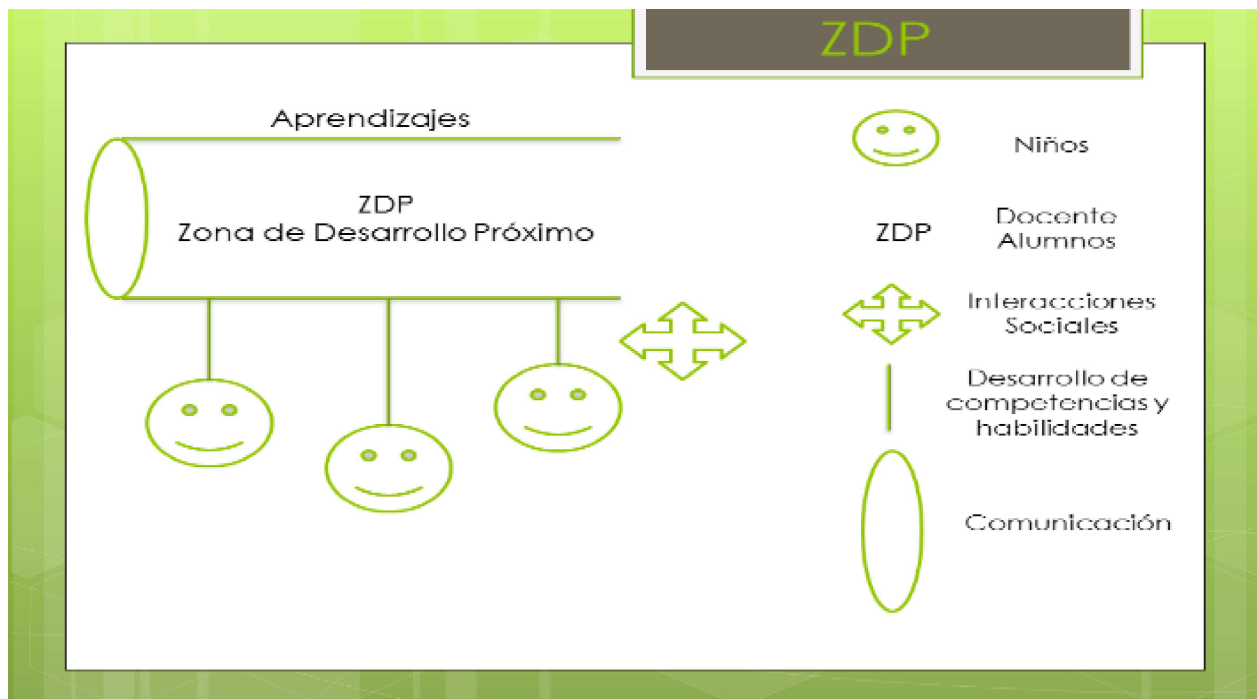 ZDP
Aprendizajes
ZDP
Zona de Desarrollo Próximo
Niños
ZDP
Docente
Alumnos
Interacciones
Sociales
Desarrollo de
competencias y
habilidades
Comunicación